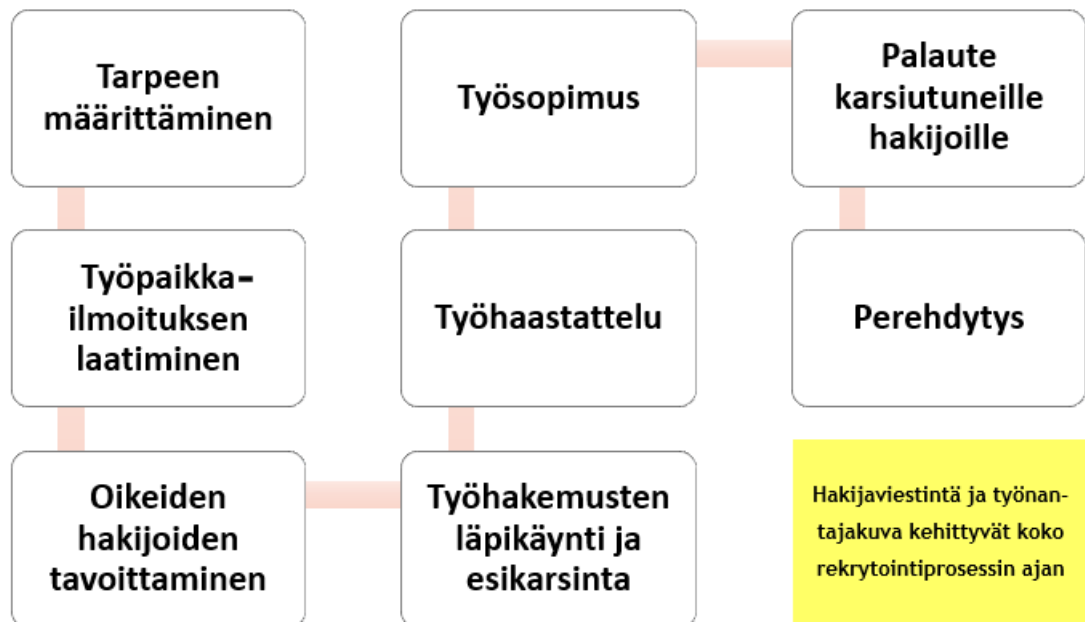 Tarpeen
määrittäminen
Työpaikka-
ilmoituksen
laatiminen
Oikeiden
hakijoiden
tavoittaminen
Työhakemusten
läpikäynti ja
esikarsinta
Työhaastattelu
Työsopimus
Palaute
karsiutuneille
hakijoille
Perehdytys
Hakijaviestintä ja työnan-
tajakuva kehittyvät koko
rekrytointiprosessin ajan